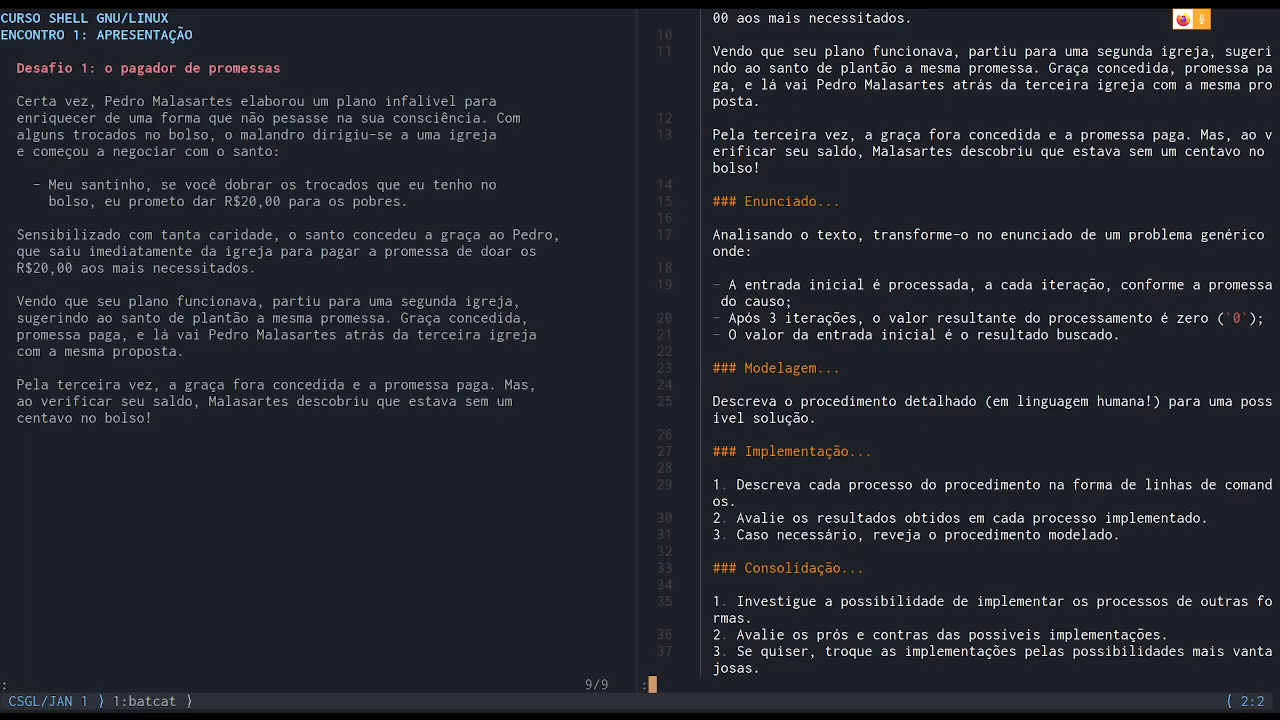 CURSO SHELL GNU/LINUX
ENCONTRO 1: APRESENTAÇÃO
Desafio 1: o pagador de promessas
Certa vez, Pedro Malasartes elaborou um plano infalível para
enriquecer de uma forma que não pesasse na sua consciência. Com
alguns trocados no bolso, o malandro dirigiu-se a uma igreja
e começou a negociar com o santo:
- Meu santinho, se você dobrar os trocados que eu tenho no
bolso, eu prometo dar R$20,00 para os pobres.
Sensibilizado com tanta caridade, o santo concedeu a graça ao Pedro,
que saiu imediatamente da igreja para pagar a promessa de doar os
R$20,00 aos mais necessitados.
Vendo que seu plano funcionava, partiu para uma segunda igreja,
sugerindo ao santo de plantão a mesma promessa. Graça concedida,
promessa paga, e lá vai Pedro Malasartes atrás da terceira igreja
com a mesma proposta.
Pela terceira vez, a graça fora concedida e a promessa paga. Mas,
ao verificar seu saldo, Malasartes descobriu que estava sem um
centavo no bolso!
: 9/9
00 aos mais necessitados.
10
11 Vendo que seu plano funcionava, partiu para uma segunda igreja, sugeri
ndo ao santo de plantão a mesma promessa. Graça concedida, promessa pa
ga, e lá vai Pedro Malasartes atrás da terceira igreja com a mesma pro
posta.
12
13 Pela terceira vez, a graça fora concedida e a promessa paga. Mas, ao v
erificar seu saldo, Malasartes descobriu que estava sem um centavo no
bolso!
14
15 ### Enunciado...
16
17 Analisando o texto, transforme-o no enunciado de um problema genérico
onde:
18
19 - A entrada inicial é processada, a cada iteração, conforme a promessa
do causo;
20 - Após 3 iterações, o valor resultante do processamento é zero (`0`);
21 - O valor da entrada inicial é o resultado buscado.
22
23 ### Modelagem...
24
25 Descreva o procedimento detalhado (em linguagem humana!) para uma poss
ível solução.
26
27 ### Implementação...
28
29 1. Descreva cada processo do procedimento na forma de linhas de comand
os.
30 2. Avalie os resultados obtidos em cada processo implementado.
31 3. Caso necessário, reveja o procedimento modelado.
32
33 ### Consolidação...
34
35 1. Investigue a possibilidade de implementar os processos de outras fo
rmas.
36 2. Avalie os prós e contras das possíveis implementações.
37 3. Se quiser, troque as implementações pelas possibilidades mais vanta
josas.
:
CSGL/JAN 1 ⟩ 1:batcat ⟩ ⟨ 2:2